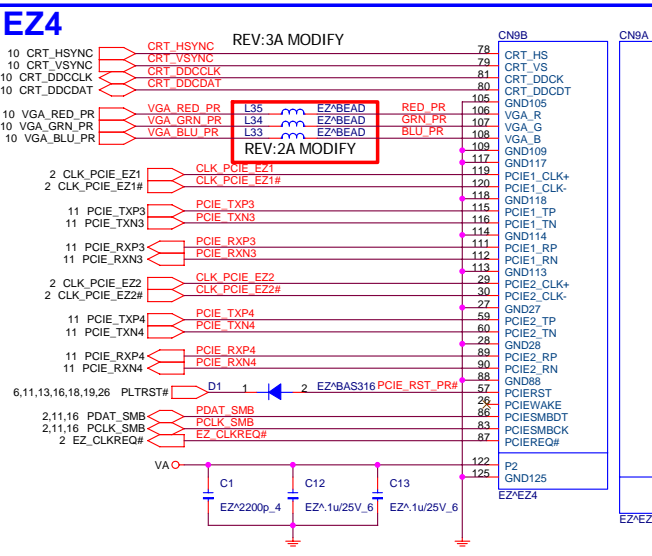 EZ4
REV:3A MODIFY
CN9B
CN9A
10 CRT_HSYNC CRT_HSYNC 78 CRT_HS
10 CRT_VSYNC CRT_VSYNC 79 CRT_VS
10 CRT_DDCCLK CRT_DDCCLK 81 CRT_DDCK
10 CRT_DDCDAT CRT_DDCDAT 80 CRT_DDCDT
105 GND105
10 VGA_RED_PR VGA_RED_PR L35 EZ^BEAD RED_PR 106 VGA_R
10 VGA_GRN_PR VGA_GRN_PR L34 EZ^BEAD GRN_PR 107 VGA_G
10 VGA_BLU_PR VGA_BLU_PR L33 EZ^BEAD BLU_PR 108 VGA_B
REV:2A MODIFY
109 GND109
117 GND117
2 CLK_PCIE_EZ1 CLK_PCIE_EZ1 119 PCIE1_CLK+
2 CLK_PCIE_EZ1# CLK_PCIE_EZ1# 120 PCIE1_CLK-
118 GND118
11 PCIE_TXP3 PCIE_TXP3 115 PCIE1_TP
11 PCIE_TXN3 PCIE_TXN3 116 PCIE1_TN
114 GND114
11 PCIE_RXP3 PCIE_RXP3 111 PCIE1_RP
11 PCIE_RXN3 PCIE_RXN3 112 PCIE1_RN
113 GND113
2 CLK_PCIE_EZ2 CLK_PCIE_EZ2 29 PCIE2_CLK+
2 CLK_PCIE_EZ2# CLK_PCIE_EZ2# 30 PCIE2_CLK-
27 GND27
11 PCIE_TXP4 PCIE_TXP4 59 PCIE2_TP
11 PCIE_TXN4 PCIE_TXN4 60 PCIE2_TN
28 GND28
11 PCIE_RXP4 PCIE_RXP4 89 PCIE2_RP
11 PCIE_RXN4 PCIE_RXN4 90 PCIE2_RN
88 GND88
6,11,13,16,18,19,26 PLTRST# D1 1 2 EZ^BAS316 PCIE_RST_PR# 57 PCIERST
26 PCIEWAKE
2,11,16 PDAT_SMB PDAT_SMB 86 PCIESMBDT
2,11,16 PCLK_SMB PCLK_SMB 83 PCIESMBCK
2 EZ_CLKREQ# EZ_CLKREQ# 87 PCIEREQ#
VA 122 P2
125 GND125
C1 C12 C13
EZ^2200p_4 EZ^.1u/25V_6 EZ^.1u/25V_6
EZ^EZ4
EZ^EZ